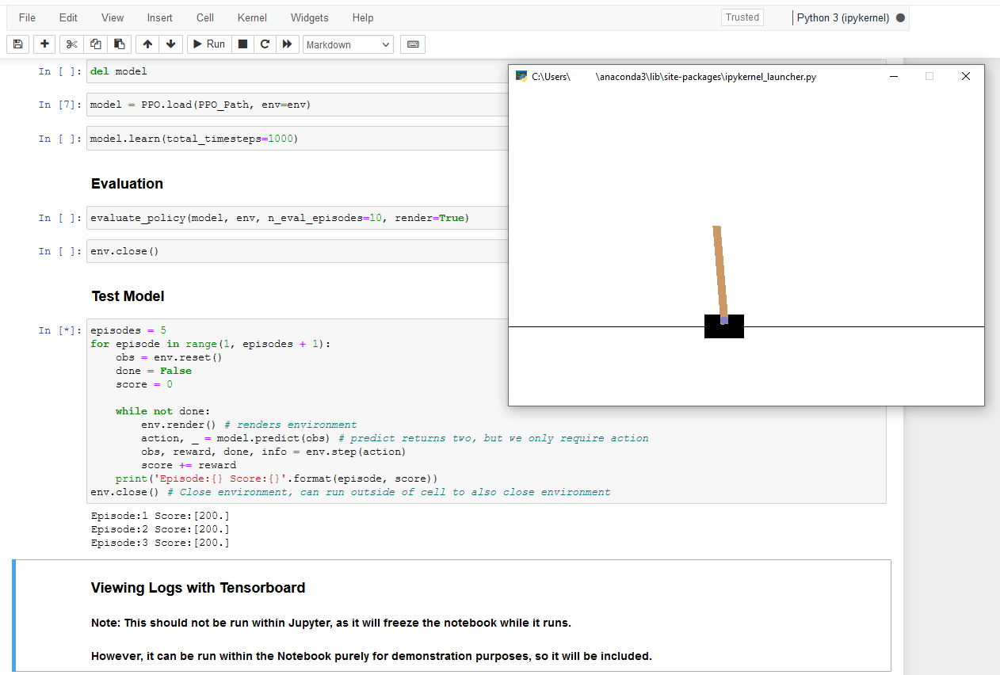 File Edit View Insert Cell Kernel Widgets Help Trusted Python 3 (ipykernel)
Run Markdown
In [ ]: del model
C:\Users\ \anaconda3\lib\site-packages\ipykernel_launcher.py
In [7]: model = PPO.load(PPO_Path, env=env)
In [ ]: model.learn(total_timesteps=1000)
Evaluation
In [ ]: evaluate_policy(model, env, n_eval_episodes=10, render=True)
In [ ]: env.close()
Test Model
In [*]: episodes = 5
for episode in range(1, episodes + 1):
    obs = env.reset()
    done = False
    score = 0
    while not done:
        env.render() # renders environment
        action, _ = model.predict(obs) # predict returns two, but we only require action
        obs, reward, done, info = env.step(action)
        score += reward
    print('Episode:{} Score:{}'.format(episode, score))
env.close() # Close environment, can run outside of cell to also close environment
Episode:1 Score:[200.]
Episode:2 Score:[200.]
Episode:3 Score:[200.]
Viewing Logs with Tensorboard
Note: This should not be run within Jupyter, as it will freeze the notebook while it runs.
However, it can be run within the Notebook purely for demonstration purposes, so it will be included.